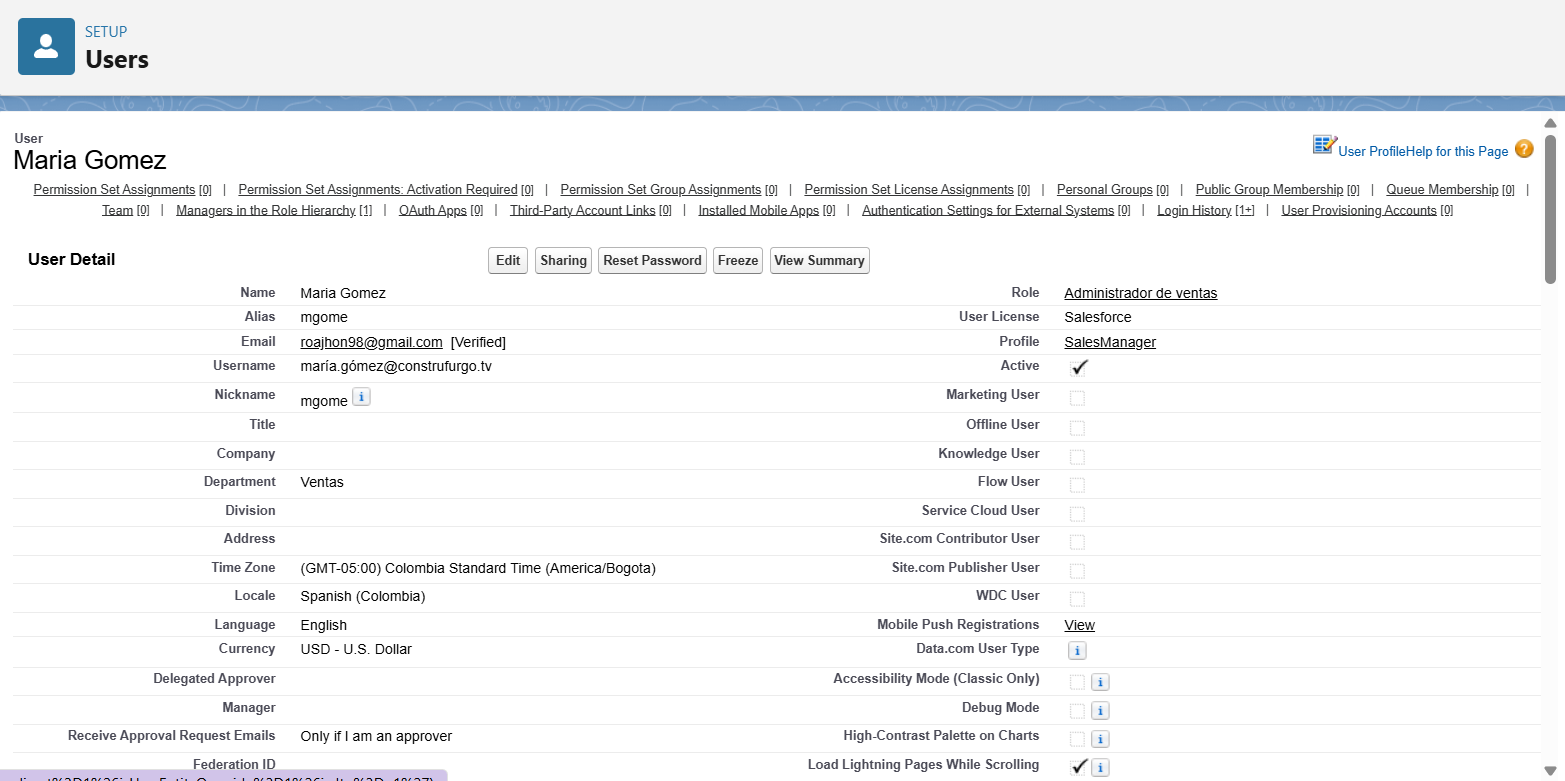 SETUP
Users
User
Maria Gomez
User ProfileHelp for this Page ?
Permission Set Assignments [0] | Permission Set Assignments: Activation Required [0] | Permission Set Group Assignments [0] | Permission Set License Assignments [0] | Personal Groups [0] | Public Group Membership [0] | Queue Membership [0] |
Team [0] | Managers in the Role Hierarchy [1] | OAuth Apps [0] | Third-Party Account Links [0] | Installed Mobile Apps [0] | Authentication Settings for External Systems [0] | Login History [1+] | User Provisioning Accounts [0]
User Detail Edit Sharing Reset Password Freeze View Summary
Name Maria Gomez Role Administrador de ventas
Alias mgome User License Salesforce
Email roajhon98@gmail.com [Verified] Profile SalesManager
Username maría.gómez@construfurgo.tv Active
Nickname mgome i Marketing User
Title Offline User
Company Knowledge User
Department Ventas Flow User
Division Service Cloud User
Address Site.com Contributor User
Time Zone (GMT-05:00) Colombia Standard Time (America/Bogota) Site.com Publisher User
Locale Spanish (Colombia) WDC User
Language English Mobile Push Registrations View
Currency USD - U.S. Dollar Data.com User Type i
Delegated Approver Accessibility Mode (Classic Only) i
Manager Debug Mode i
Receive Approval Request Emails Only if I am an approver High-Contrast Palette on Charts i
Federation ID Load Lightning Pages While Scrolling i